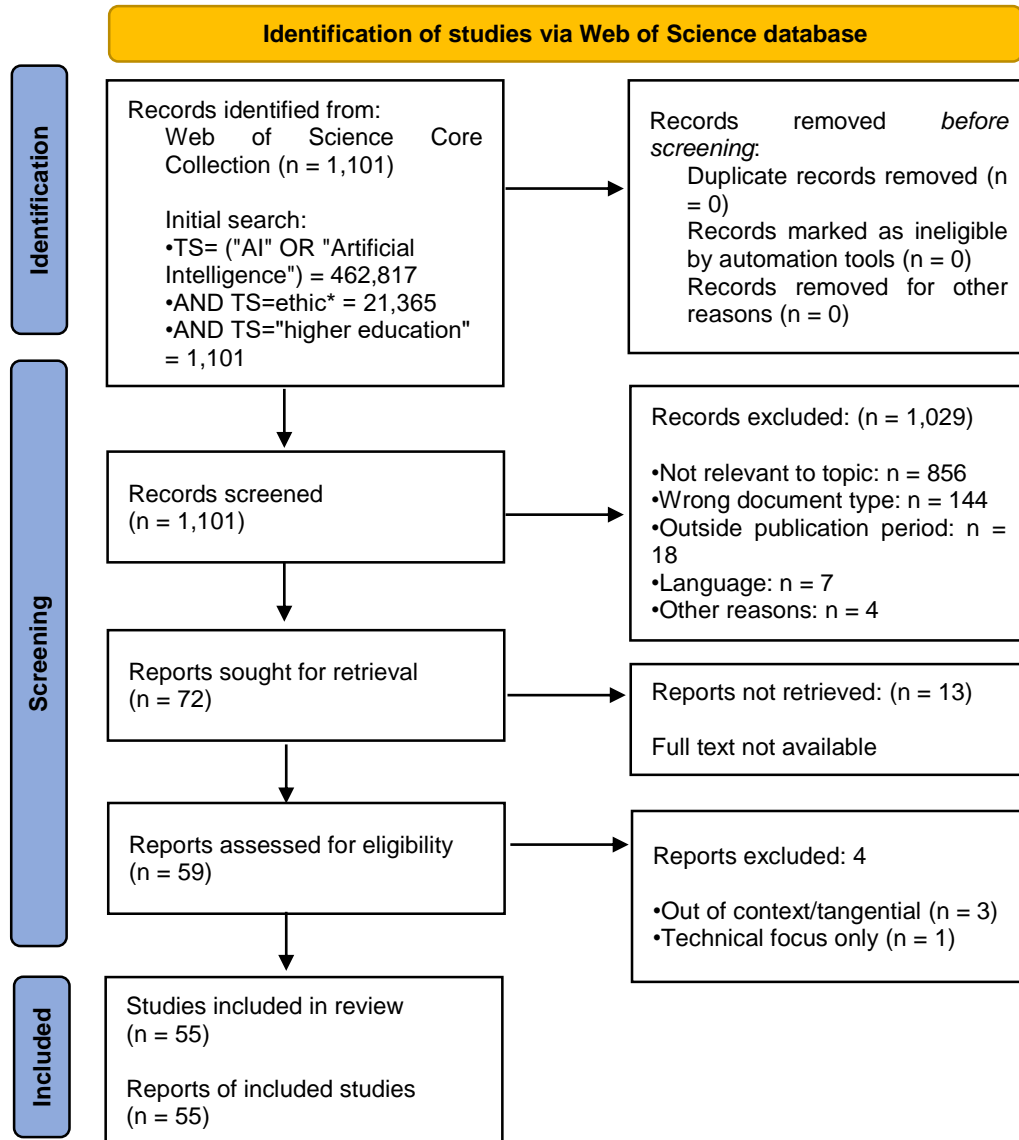 Identification of studies via Web of Science database
Identification
Records identified from:
Web of Science Core
Collection (n = 1,101)
Initial search:
•TS= ("AI" OR "Artificial
Intelligence") = 462,817
•AND TS=ethic* = 21,365
•AND TS="higher education"
= 1,101
Records removed before
screening:
Duplicate records removed (n
= 0)
Records marked as ineligible
by automation tools (n = 0)
Records removed for other
reasons (n = 0)
Screening
Records screened
(n = 1,101)
Records excluded: (n = 1,029)
•Not relevant to topic: n = 856
•Wrong document type: n = 144
•Outside publication period: n =
18
•Language: n = 7
•Other reasons: n = 4
Reports sought for retrieval
(n = 72)
Reports not retrieved: (n = 13)
Full text not available
Reports assessed for eligibility
(n = 59)
Reports excluded: 4
•Out of context/tangential (n = 3)
•Technical focus only (n = 1)
Included
Studies included in review
(n = 55)
Reports of included studies
(n = 55)